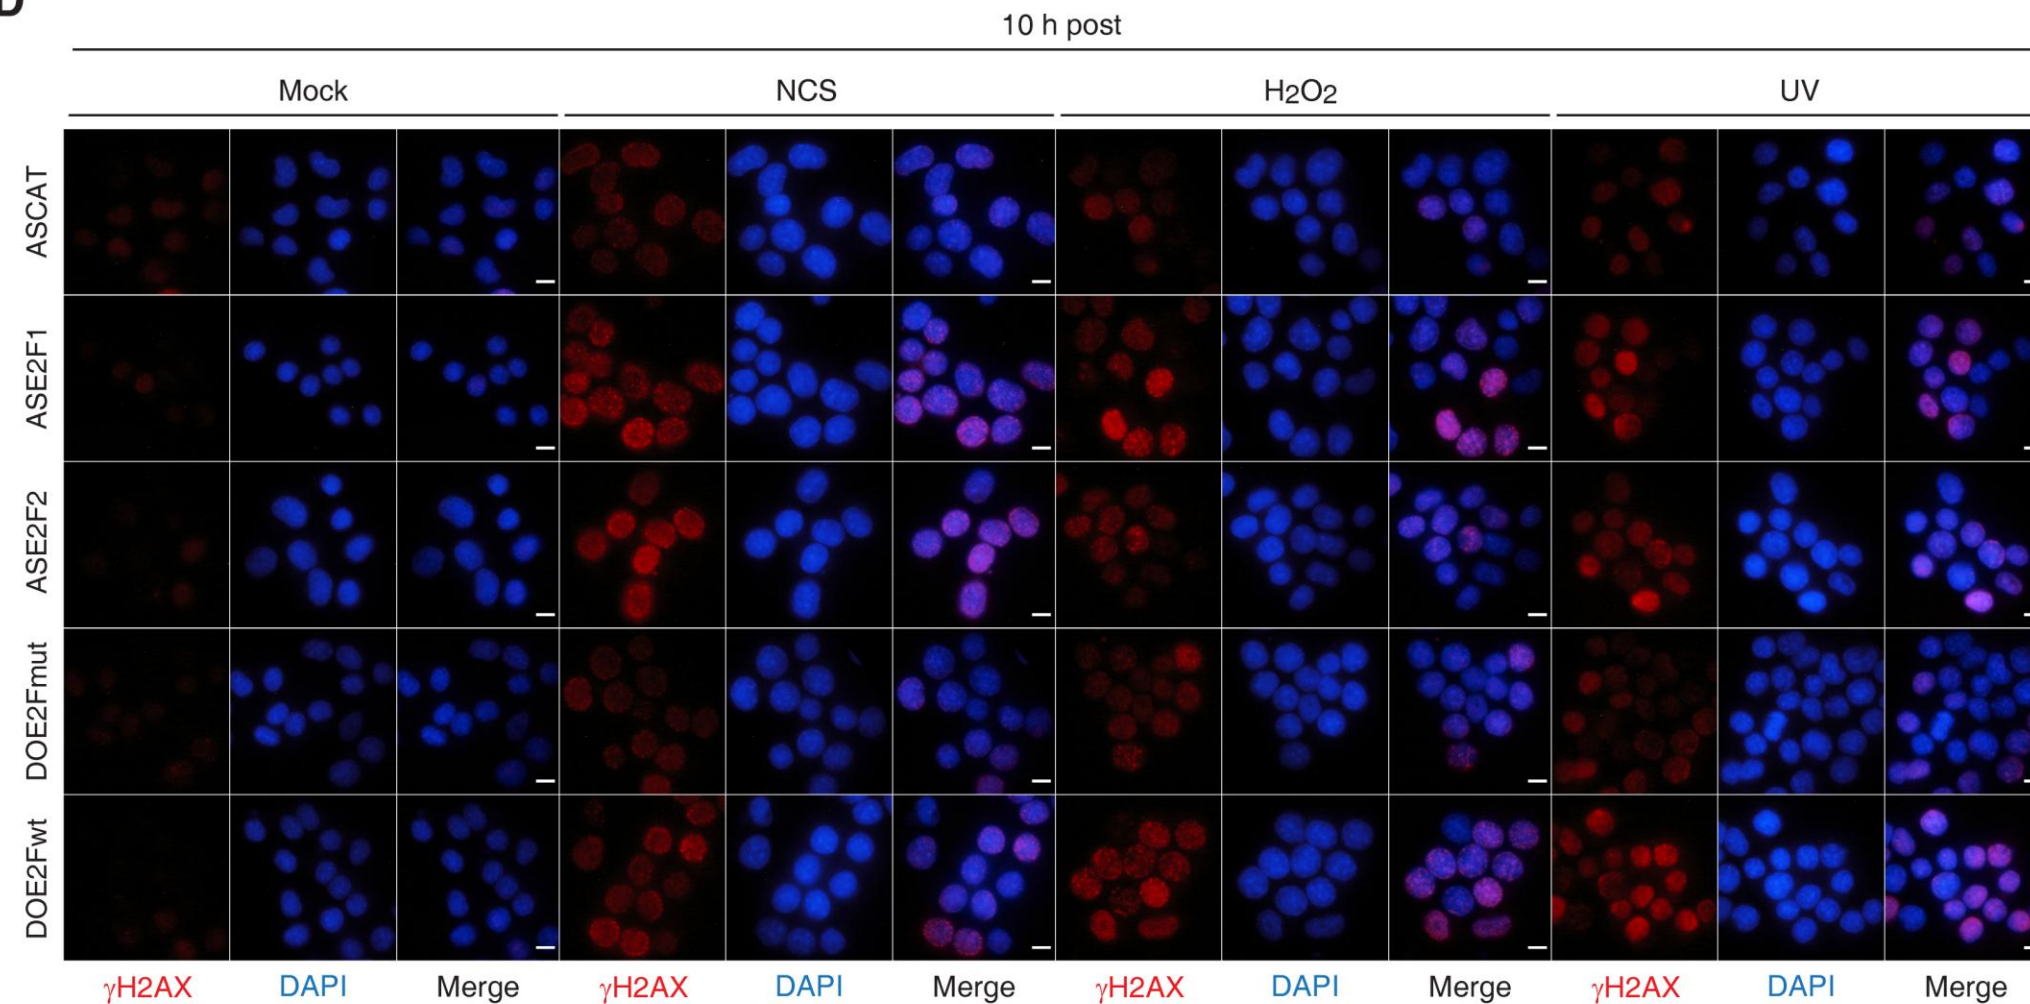 D
10 h post
Mock NCS H2O2 UV
ASCAT
ASE2F1
ASE2F2
DOE2Fmut
DOE2Fwt
γH2AX DAPI Merge γH2AX DAPI Merge γH2AX DAPI Merge γH2AX DAPI Merge